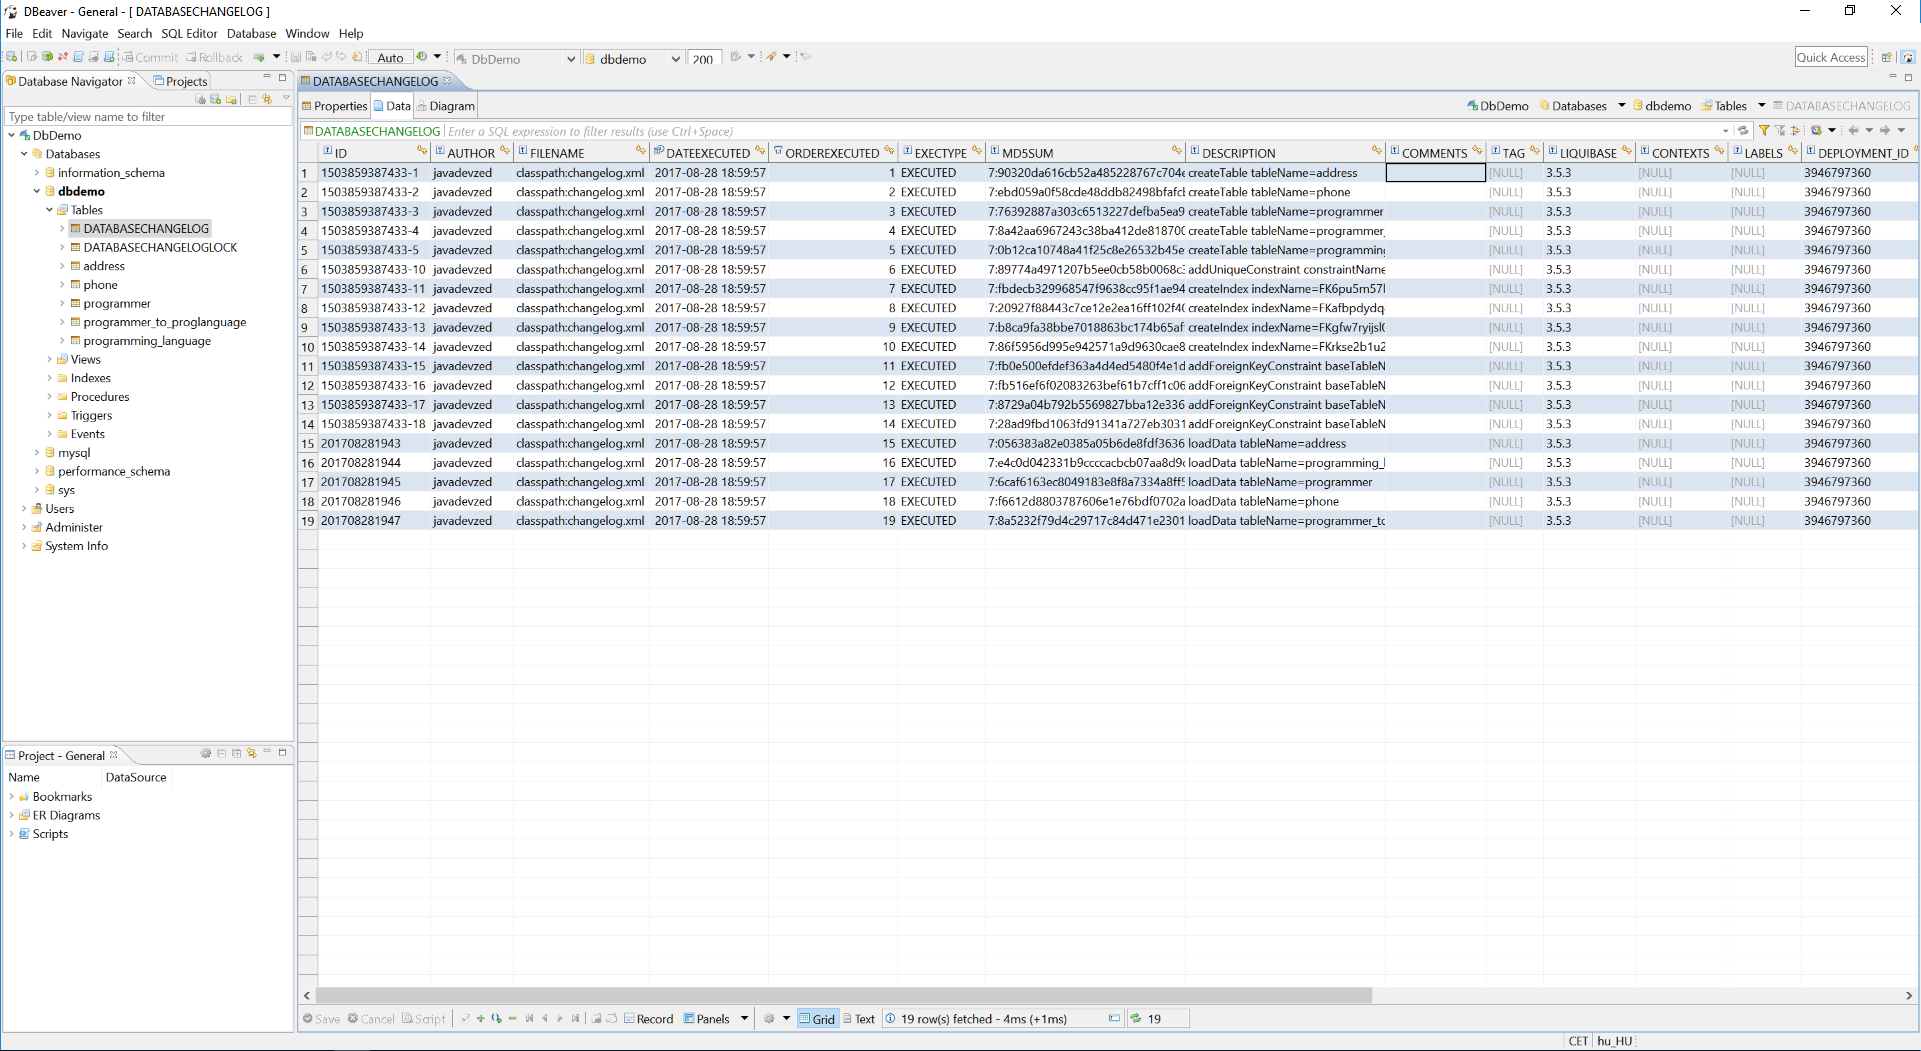 DBeaver - General - [ DATABASECHANGELOG ]
File Edit Navigate Search SQL Editor Database Window Help
Commit Rollback Auto DbDemo dbdemo 200 Quick Access
Database Navigator Projects
Type table/view name to filter
DbDemo
Databases
information_schema
dbdemo
Tables
DATABASECHANGELOG
DATABASECHANGELOGLOCK
address
phone
programmer
programmer_to_proglanguage
programming_language
Views
Indexes
Procedures
Triggers
Events
mysql
performance_schema
sys
Users
Administer
System Info
Project - General
Name DataSource
Bookmarks
ER Diagrams
Scripts
DATABASECHANGELOG
Properties Data Diagram DbDemo Databases dbdemo Tables DATABASECHANGELOG
DATABASECHANGELOG Enter a SQL expression to filter results (use Ctrl+Space)
ID AUTHOR FILENAME DATEEXECUTED ORDEREXECUTED EXECTYPE MD5SUM DESCRIPTION COMMENTS TAG LIQUIBASE CONTEXTS LABELS DEPLOYMENT_ID
1 1503859387433-1 javadevzed classpath:changelog.xml 2017-08-28 18:59:57 1 EXECUTED 7:90320da616cb52a485228767c704e createTable tableName=address [NULL] 3.5.3 [NULL] [NULL] 3946797360
2 1503859387433-2 javadevzed classpath:changelog.xml 2017-08-28 18:59:57 2 EXECUTED 7:ebd059a0f58cde48ddb82498bfafcb createTable tableName=phone [NULL] 3.5.3 [NULL] [NULL] 3946797360
3 1503859387433-3 javadevzed classpath:changelog.xml 2017-08-28 18:59:57 3 EXECUTED 7:76392887a303c6513227defba5ea9 createTable tableName=programmer [NULL] 3.5.3 [NULL] [NULL] 3946797360
4 1503859387433-4 javadevzed classpath:changelog.xml 2017-08-28 18:59:57 4 EXECUTED 7:8a42aa6967243c38ba412de818700 createTable tableName=programmer_ [NULL] 3.5.3 [NULL] [NULL] 3946797360
5 1503859387433-5 javadevzed classpath:changelog.xml 2017-08-28 18:59:57 5 EXECUTED 7:0b12ca10748a41f25c8e26532b45e createTable tableName=programming [NULL] 3.5.3 [NULL] [NULL] 3946797360
6 1503859387433-10 javadevzed classpath:changelog.xml 2017-08-28 18:59:57 6 EXECUTED 7:89774a4971207b5ee0cb58b0068c3 addUniqueConstraint constraintName [NULL] 3.5.3 [NULL] [NULL] 3946797360
7 1503859387433-11 javadevzed classpath:changelog.xml 2017-08-28 18:59:57 7 EXECUTED 7:fbdecb329968547f9638cc95f1ae94 createIndex indexName=FK6pu5m57l [NULL] 3.5.3 [NULL] [NULL] 3946797360
8 1503859387433-12 javadevzed classpath:changelog.xml 2017-08-28 18:59:57 8 EXECUTED 7:20927f88443c7ce12e2ea16ff102f40 createIndex indexName=FKafbpdydq [NULL] 3.5.3 [NULL] [NULL] 3946797360
9 1503859387433-13 javadevzed classpath:changelog.xml 2017-08-28 18:59:57 9 EXECUTED 7:b8ca9fa38bbe7018863bc174b65af createIndex indexName=FKgfw7ryijsl0 [NULL] 3.5.3 [NULL] [NULL] 3946797360
10 1503859387433-14 javadevzed classpath:changelog.xml 2017-08-28 18:59:57 10 EXECUTED 7:86f5956d995e942571a9d9630cae8 createIndex indexName=FKrkse2b1u2 [NULL] 3.5.3 [NULL] [NULL] 3946797360
11 1503859387433-15 javadevzed classpath:changelog.xml 2017-08-28 18:59:57 11 EXECUTED 7:fb0e500efdef363a4d4ed5480f4e1d addForeignKeyConstraint baseTableN [NULL] 3.5.3 [NULL] [NULL] 3946797360
12 1503859387433-16 javadevzed classpath:changelog.xml 2017-08-28 18:59:57 12 EXECUTED 7:fb516ef6f02083263bef61b7cff1c06 addForeignKeyConstraint baseTableN [NULL] 3.5.3 [NULL] [NULL] 3946797360
13 1503859387433-17 javadevzed classpath:changelog.xml 2017-08-28 18:59:57 13 EXECUTED 7:8729a04b792b5569827bba12e336 addForeignKeyConstraint baseTableN [NULL] 3.5.3 [NULL] [NULL] 3946797360
14 1503859387433-18 javadevzed classpath:changelog.xml 2017-08-28 18:59:57 14 EXECUTED 7:28ad9fbd1063fd91341a727eb3031 addForeignKeyConstraint baseTableN [NULL] 3.5.3 [NULL] [NULL] 3946797360
15 201708281943 javadevzed classpath:changelog.xml 2017-08-28 18:59:57 15 EXECUTED 7:056383a82e0385a05b6de8fdf3636 loadData tableName=address [NULL] 3.5.3 [NULL] [NULL] 3946797360
16 201708281944 javadevzed classpath:changelog.xml 2017-08-28 18:59:57 16 EXECUTED 7:e4c0d042331b9ccccacbcb07aa8d9c loadData tableName=programming_l [NULL] 3.5.3 [NULL] [NULL] 3946797360
17 201708281945 javadevzed classpath:changelog.xml 2017-08-28 18:59:57 17 EXECUTED 7:6caf6163ec8049183e8f8a7334a8ff5 loadData tableName=programmer [NULL] 3.5.3 [NULL] [NULL] 3946797360
18 201708281946 javadevzed classpath:changelog.xml 2017-08-28 18:59:57 18 EXECUTED 7:f6612d8803787606e1e76bdf0702a loadData tableName=phone [NULL] 3.5.3 [NULL] [NULL] 3946797360
19 201708281947 javadevzed classpath:changelog.xml 2017-08-28 18:59:57 19 EXECUTED 7:8a5232f79d4c29717c84d471e2301 loadData tableName=programmer_to [NULL] 3.5.3 [NULL] [NULL] 3946797360
Save Cancel Script Record Panels Grid Text 19 row(s) fetched - 4ms (+1ms) 19
CET hu_HU